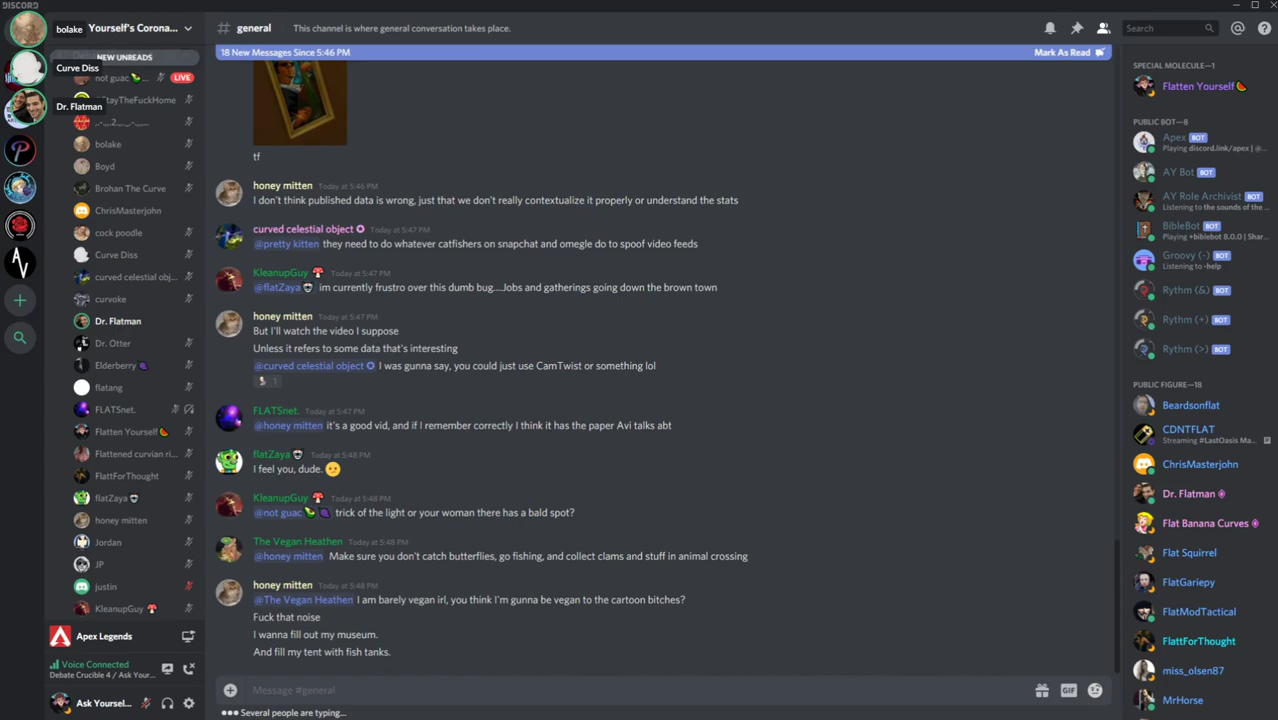 DISCORD
bolake
Yourself's Corona...
# general
This channel is where general conversation takes place.
Search
NEW UNREADS
18 New Messages Since 5:46 PM
Mark As Read
Curve Diss
Dr. Flatman
not guac
LIVE
StayTheFuckHome
bolake
Boyd
Brohan The Curve
ChrisMasterjohn
cock poodle
Curve Diss
curved celestial obj...
curvoke
Dr. Flatman
Dr. Otter
Elderberry
flatang
FLATSnet.
Flatten Yourself
Flattened curvian ri...
FlattForThought
flatZaya
honey mitten
Jordan
JP
justin
KleanupGuy
Apex Legends
Voice Connected
Debate Crucible 4 / Ask Your...
Ask Yoursel...
tf
honey mitten Today at 5:46 PM
I don't think published data is wrong, just that we don't really contextualize it properly or understand the stats
curved celestial object Today at 5:47 PM
@pretty kitten they need to do whatever catfishers on snapchat and omegle do to spoof video feeds
KleanupGuy Today at 5:47 PM
@flatZaya im currently frustro over this dumb bug....Jobs and gatherings going down the brown town
honey mitten Today at 5:47 PM
But I'll watch the video I suppose
Unless it refers to some data that's interesting
@curved celestial object I was gunna say, you could just use CamTwist or something lol
1
FLATSnet. Today at 5:47 PM
@honey mitten it's a good vid, and if I remember correctly I think it has the paper Avi talks abt
flatZaya Today at 5:48 PM
I feel you, dude. 😕
KleanupGuy Today at 5:48 PM
@not guac trick of the light or your woman there has a bald spot?
The Vegan Heathen Today at 5:48 PM
@honey mitten Make sure you don't catch butterflies, go fishing, and collect clams and stuff in animal crossing
honey mitten Today at 5:48 PM
@The Vegan Heathen I am barely vegan irl, you think I'm gunna be vegan to the cartoon bitches?
Fuck that noise
I wanna fill out my museum.
And fill my tent with fish tanks.
Message #general
GIF
Several people are typing...
SPECIAL MOLECULE—1
Flatten Yourself
PUBLIC BOT—8
Apex BOT
Playing discord.link/apex | @...
AY Bot BOT
AY Role Archivist BOT
Listening to the sounds of the...
BibleBot BOT
Playing +biblebot 8.0.0 | Shar...
Groovy (-) BOT
Listening to -help
Rythm (&) BOT
Rythm (+) BOT
Rythm (>) BOT
PUBLIC FIGURE—18
Beardsonflat
CDNTFLAT
Streaming #LastOasis Ma...
ChrisMasterjohn
Dr. Flatman
Flat Banana Curves
Flat Squirrel
FlatGariepy
FlatModTactical
FlattForThought
miss_olsen87
MrHorse